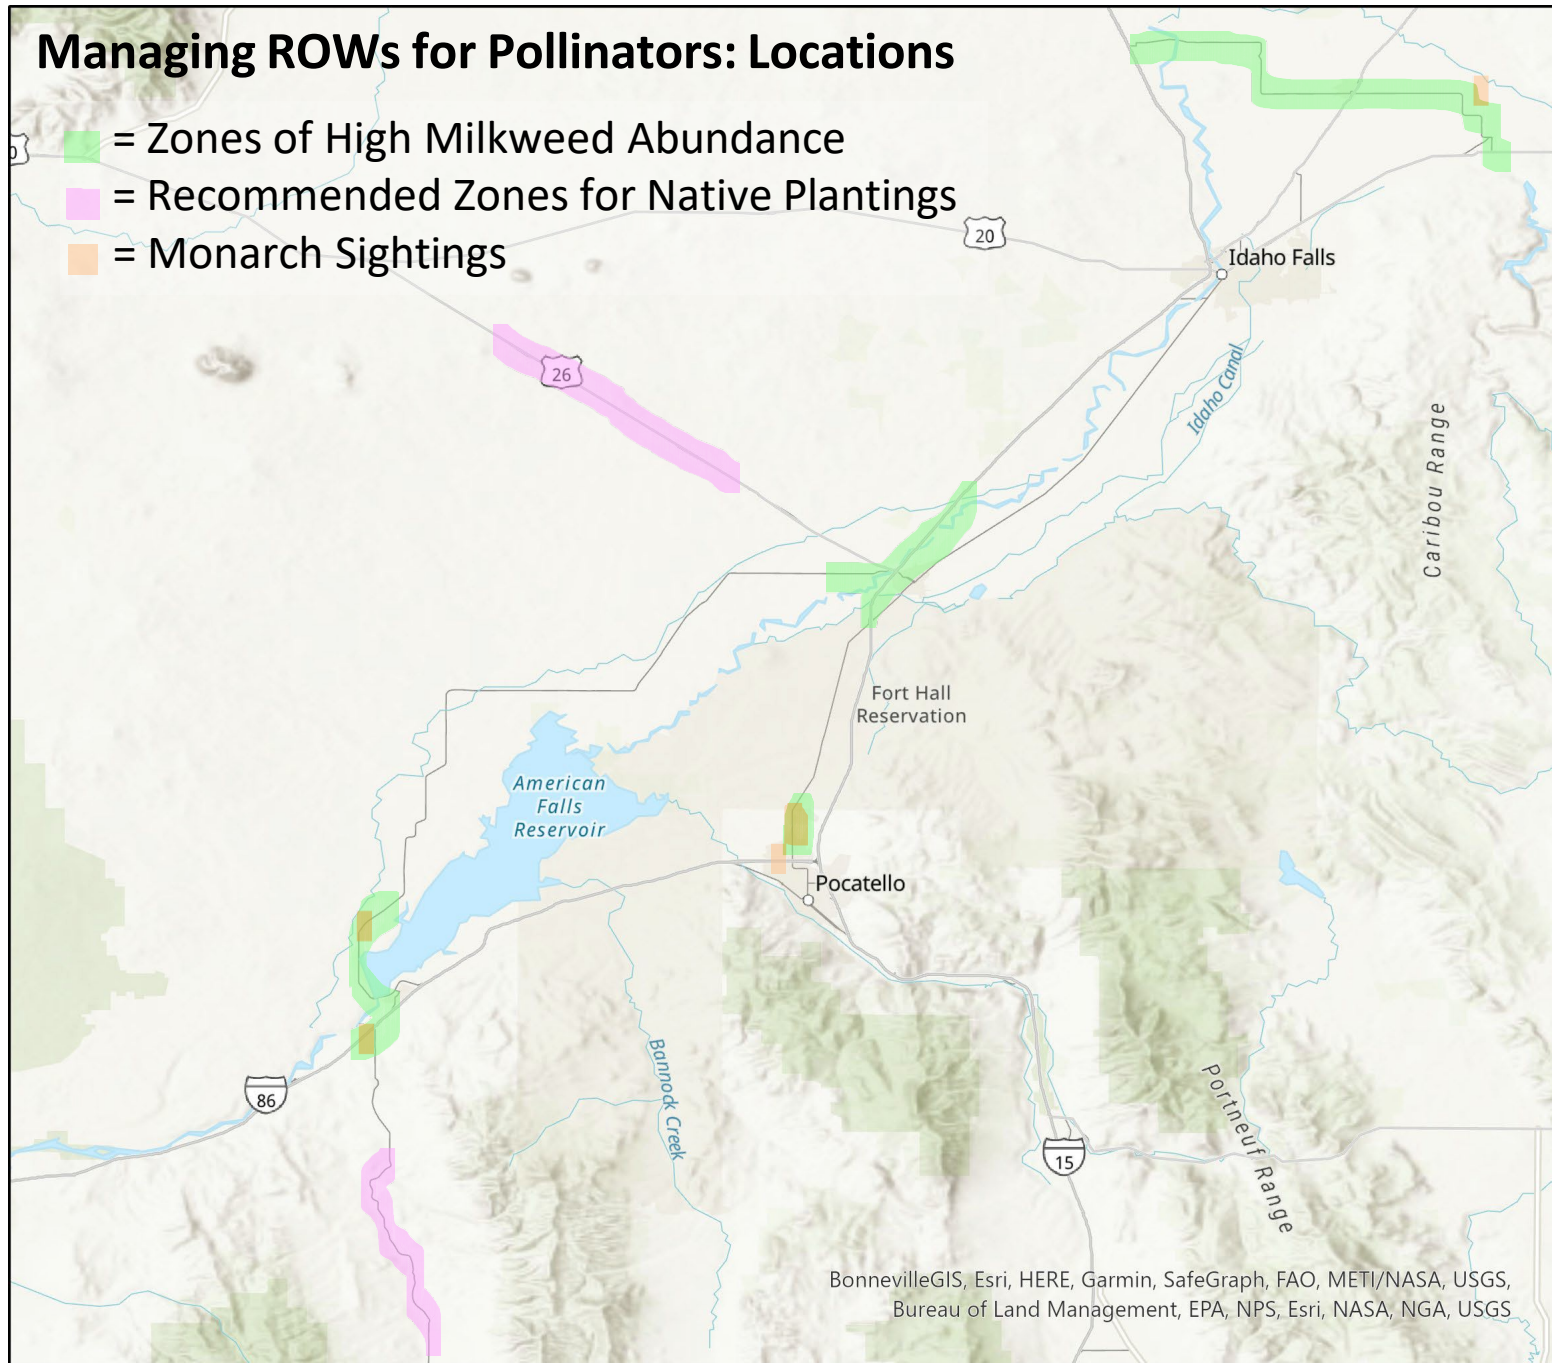 Managing ROWs for Pollinators: Locations
= Zones of High Milkweed Abundance
= Recommended Zones for Native Plantings
= Monarch Sightings
20
Idaho Falls
26
Idaho Canal
Caribou Range
Fort Hall
Reservation
American
Falls
Reservoir
Pocatello
86
Bannock Creek
15
Portneuf Range
BonnevilleGIS, Esri, HERE, Garmin, SafeGraph, FAO, METI/NASA, USGS,
Bureau of Land Management, EPA, NPS, Esri, NASA, NGA, USGS